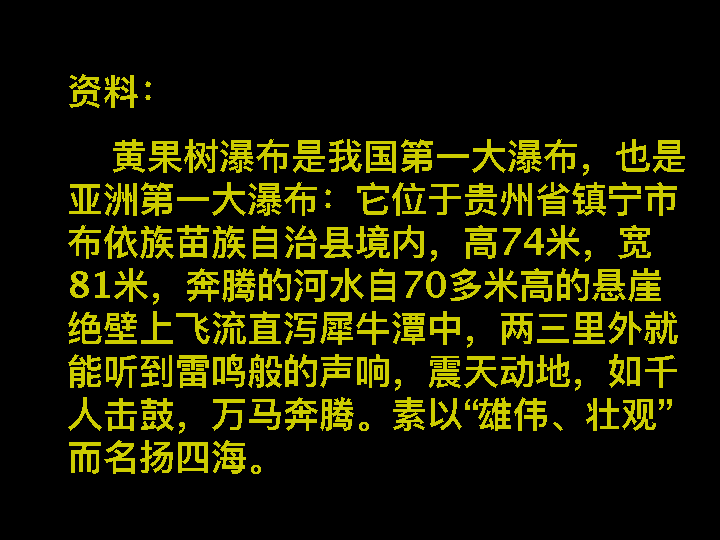 资料：
黄果树瀑布是我国第一大瀑布，也是
亚洲第一大瀑布：它位于贵州省镇宁市
布依族苗族自治县境内，高74米，宽
81米，奔腾的河水自70多米高的悬崖
绝壁上飞流直泻犀牛潭中，两三里外就
能听到雷鸣般的声响，震天动地，如千
人击鼓，万马奔腾。素以“雄伟、壮观”
而名扬四海。